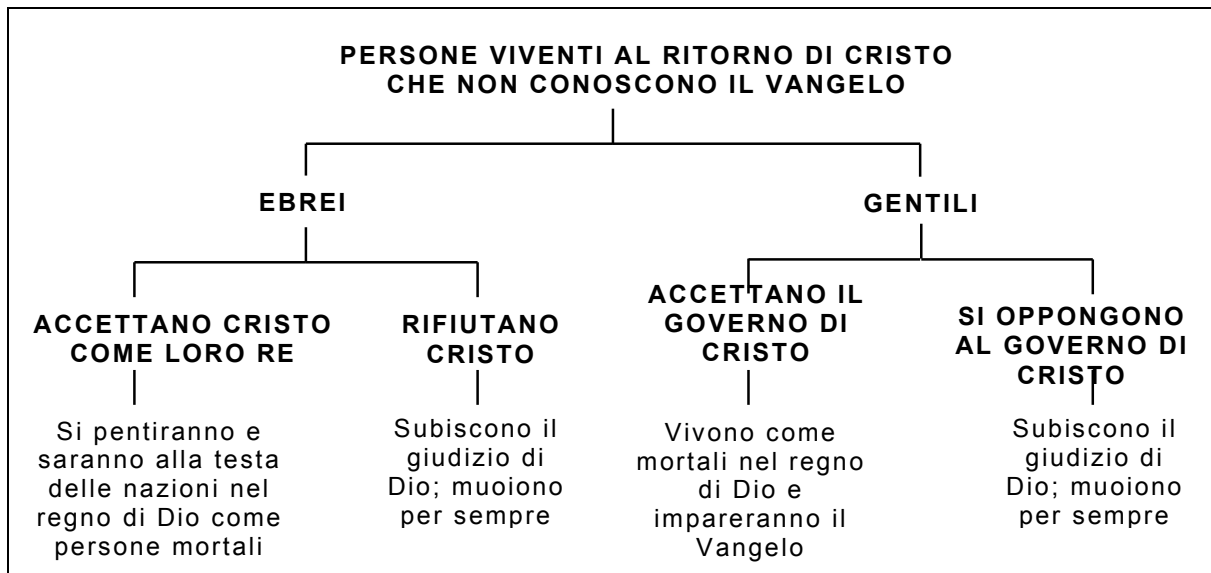 PERSONE VIVENTI AL RITORNO DI CRISTO
CHE NON CONOSCONO IL VANGELO
EBREI
GENTILI
ACCETTANO CRISTO
COME LORO RE
RIFIUTANO
CRISTO
ACCETTANO IL
GOVERNO DI
CRISTO
SI OPPONGONO
AL GOVERNO DI
CRISTO
Si pentiranno e
saranno alla testa
delle nazioni nel
regno di Dio come
persone mortali
Subiscono il
giudizio di
Dio; muoiono
per sempre
Vivono come
mortali nel regno
di Dio e
impareranno il
Vangelo
Subiscono il
giudizio di
Dio; muoiono
per sempre